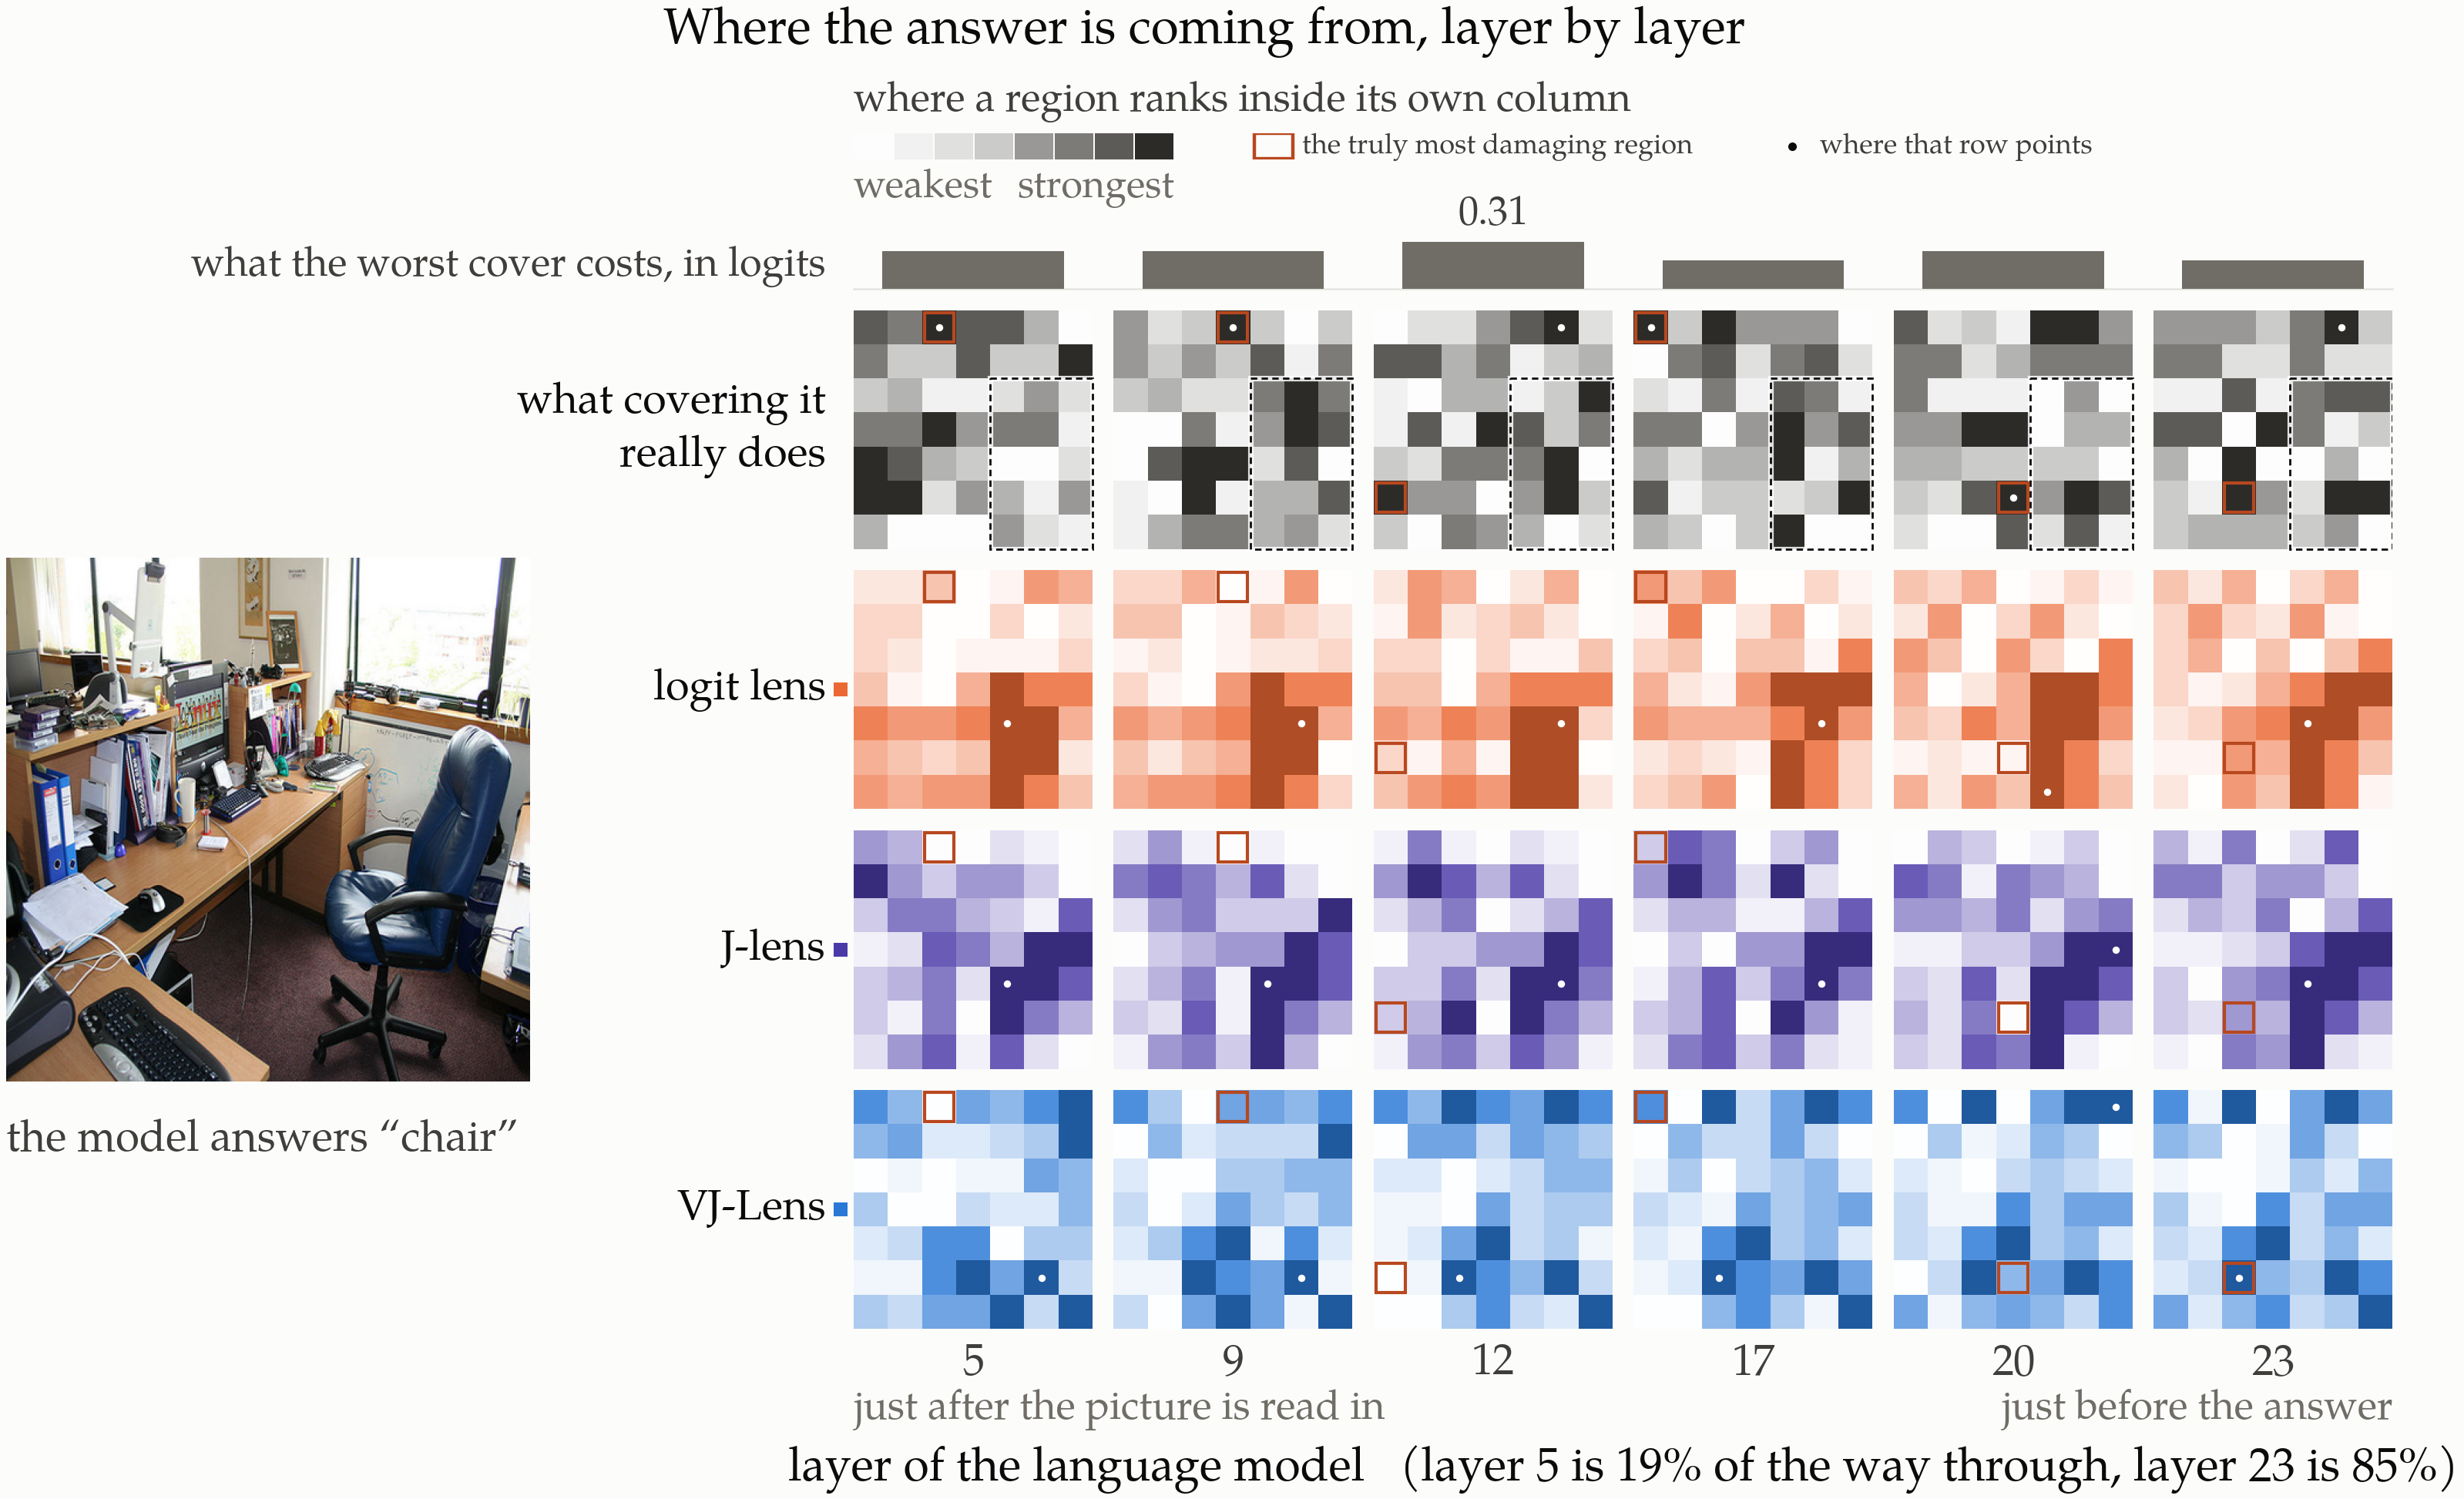 Where the answer is coming from, layer by layer
where a region ranks inside its own column
the truly most damaging region
where that row points
weakest strongest
0.31
what the worst cover costs, in logits
what covering it
really does
logit lens
J-lens
the model answers “chair”
VJ-Lens
5 9 12 17 20 23
just after the picture is read in
just before the answer
layer of the language model (layer 5 is 19% of the way through, layer 23 is 85%)